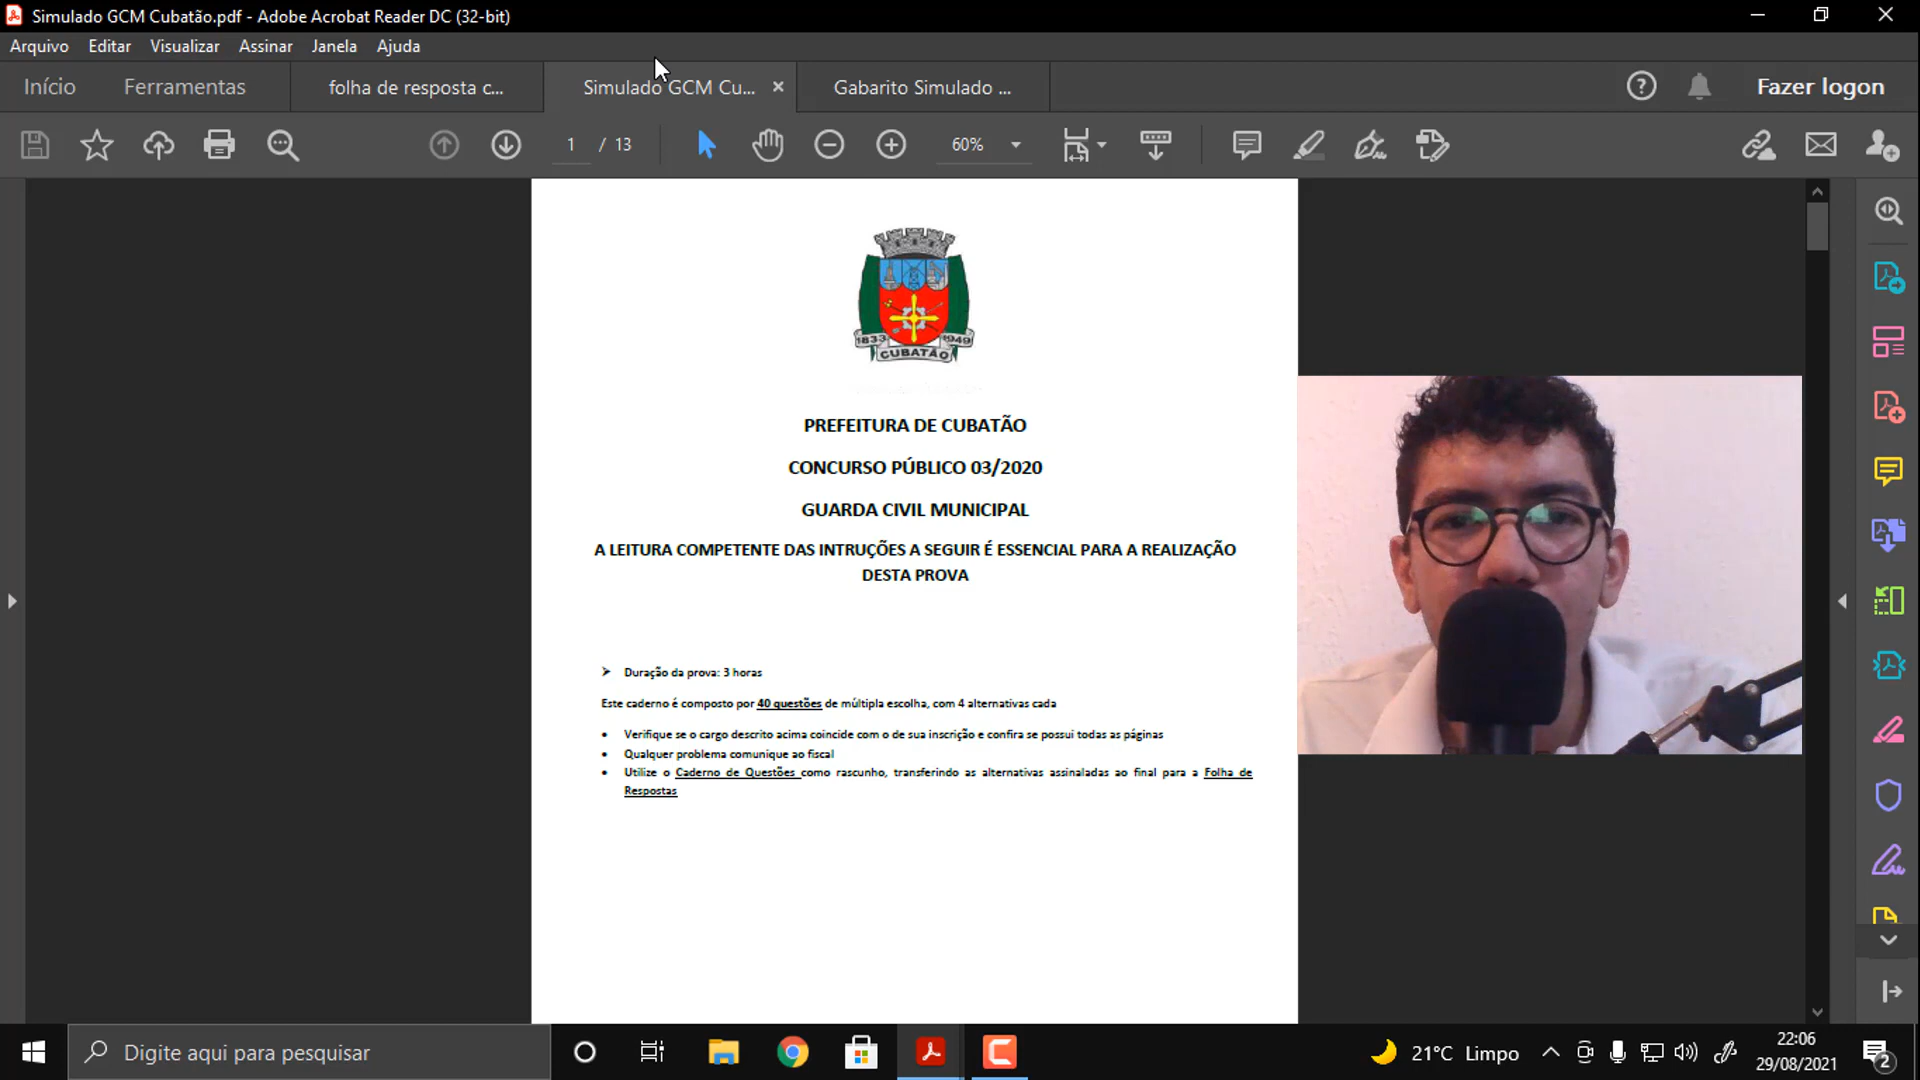 Simulado GCM Cubatão.pdf - Adobe Acrobat Reader DC (32-bit)
Arquivo Editar Visualizar Assinar Janela Ajuda
Início Ferramentas folha de resposta c... Simulado GCM Cu... × Gabarito Simulado ... Fazer logon
1 / 13 60%
1833 1949
CUBATÃO
PREFEITURA DE CUBATÃO
CONCURSO PÚBLICO 03/2020
GUARDA CIVIL MUNICIPAL
A LEITURA COMPETENTE DAS INTRUÇÕES A SEGUIR É ESSENCIAL PARA A REALIZAÇÃO
DESTA PROVA
➤ Duração da prova: 3 horas
Este caderno é composto por 40 questões de múltipla escolha, com 4 alternativas cada
• Verifique se o cargo descrito acima coincide com o de sua inscrição e confira se possui todas as páginas
• Qualquer problema comunique ao fiscal
• Utilize o Caderno de Questões como rascunho, transferindo as alternativas assinaladas ao final para a Folha de
Respostas
Digite aqui para pesquisar
21°C Limpo
22:06
29/08/2021
2